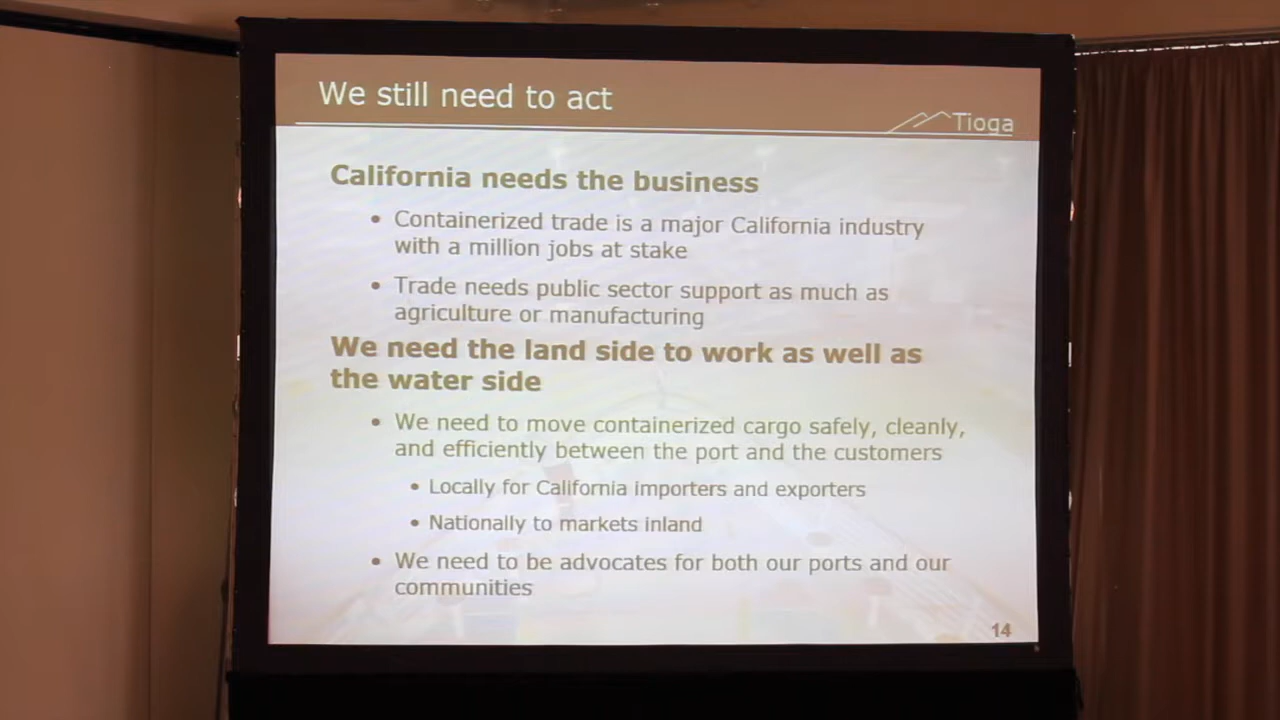 We still need to act
Tioga
California needs the business
• Containerized trade is a major California industry
with a million jobs at stake
• Trade needs public sector support as much as
agriculture or manufacturing
We need the land side to work as well as
the water side
• We need to move containerized cargo safely, cleanly,
and efficiently between the port and the customers
• Locally for California importers and exporters
• Nationally to markets inland
• We need to be advocates for both our ports and our
communities
14